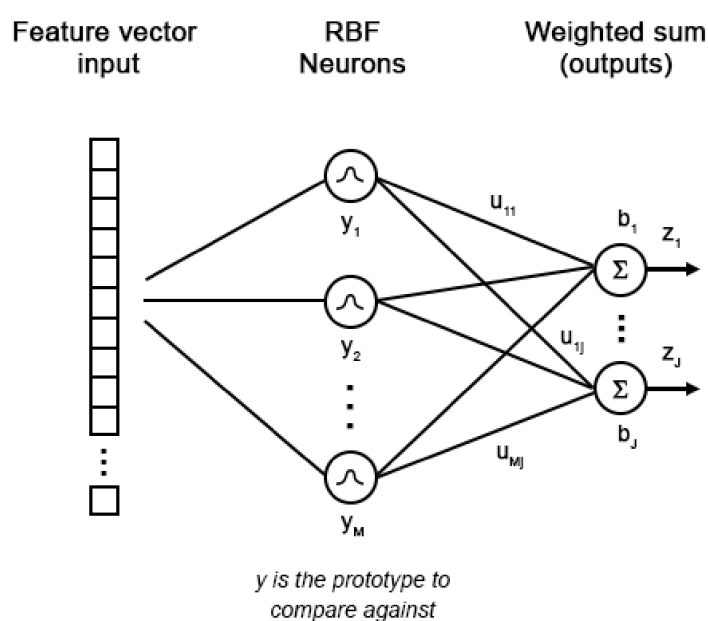 Feature vector
input
RBF
Neurons
Weighted sum
(outputs)
u₁₁
b₁
z₁
y₁
Σ
y₂
u₁ⱼ
zJ
Σ
bJ
uMⱼ
yM
y is the prototype to
compare against